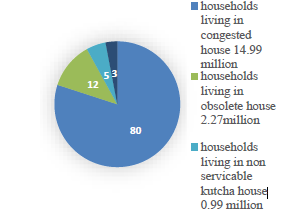 households
living in
congested
house 14.99
million
households
living in
obsolete house
2.27million
households
living in non
servicable
kutcha house
0.99 million
5
3
12
80